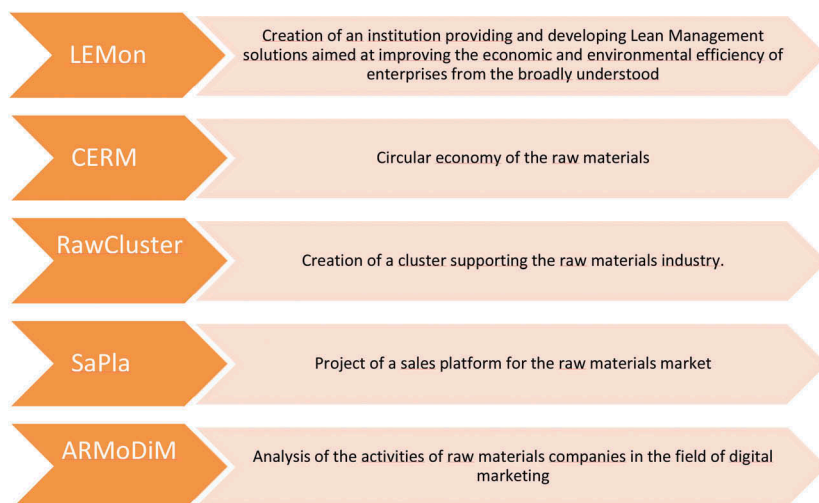 LEMon
Creation of an institution providing and developing Lean Management
solutions aimed at improving the economic and environmental efficiency of
enterprises from the broadly understood
CERM
Circular economy of the raw materials
RawCluster
Creation of a cluster supporting the raw materials industry.
SaPla
Project of a sales platform for the raw materials market
ARMoDiM
Analysis of the activities of raw materials companies in the field of digital
marketing